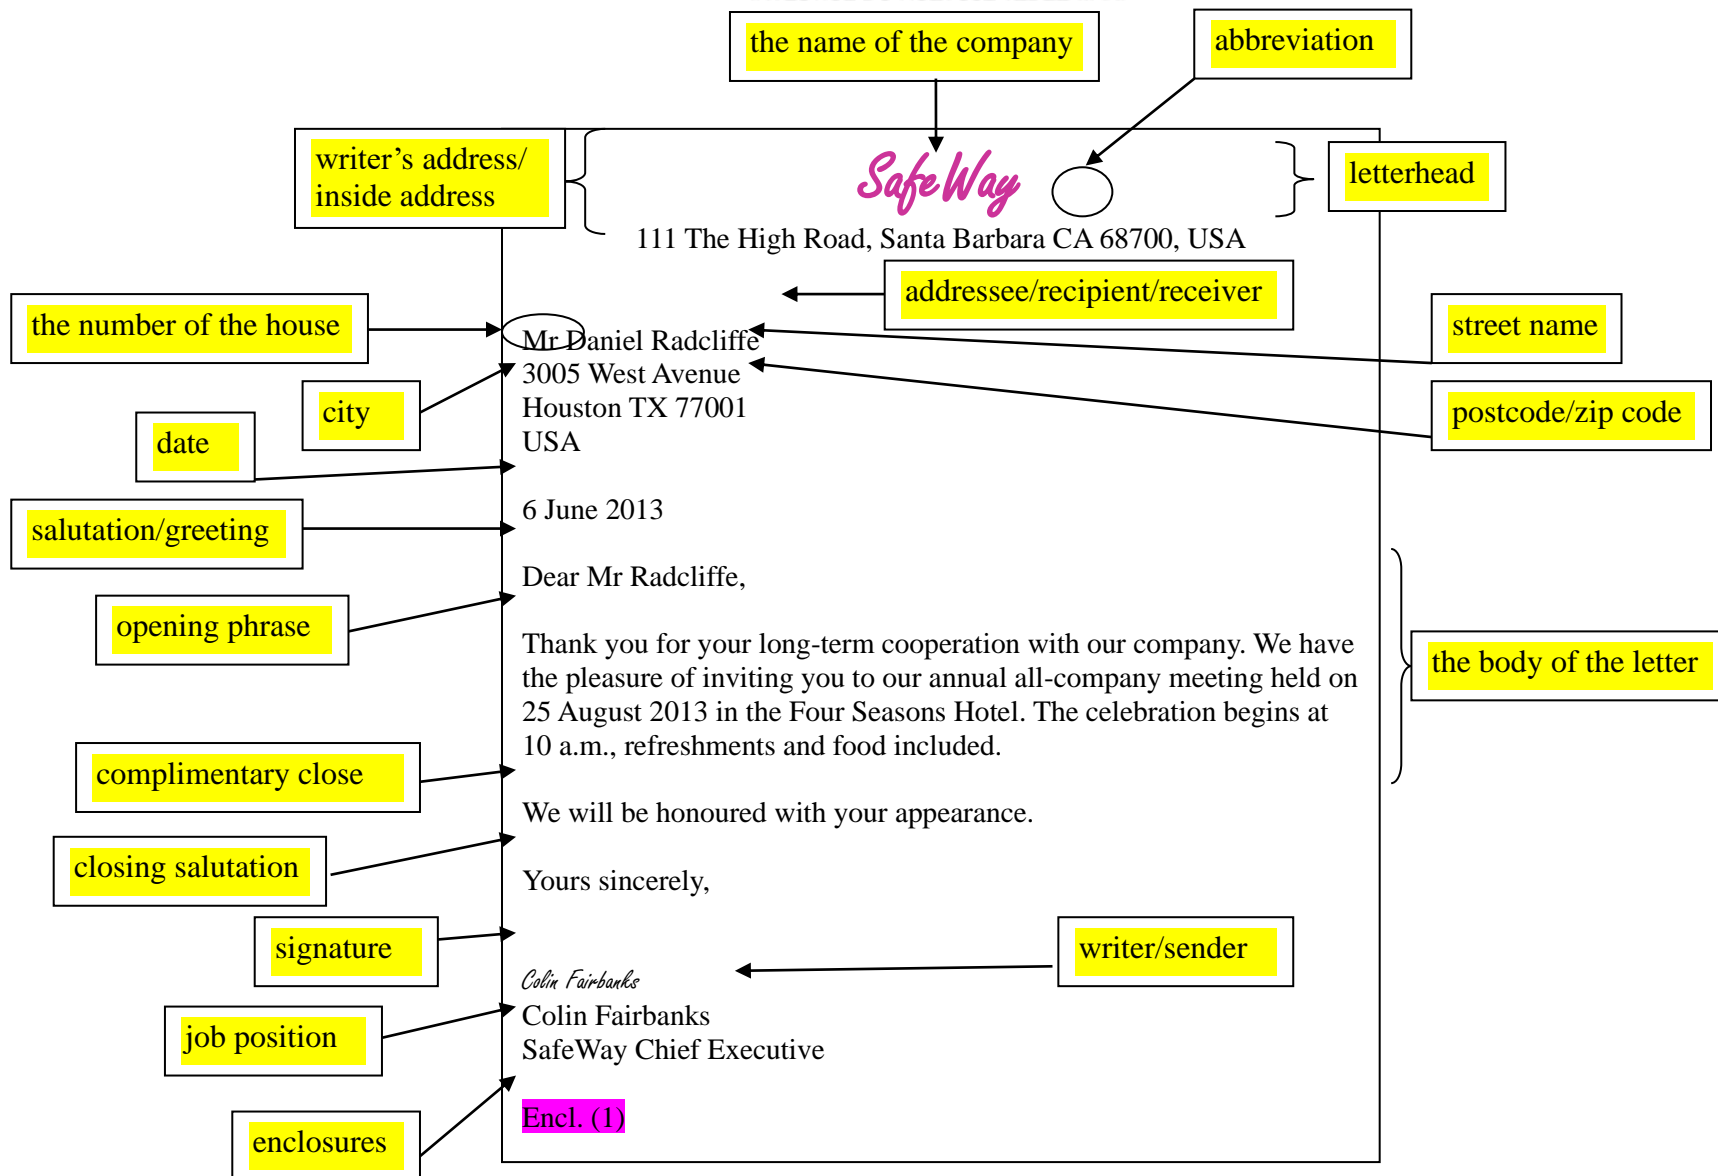 the name of the company
abbreviation
writer’s address/
inside address
SafeWay
letterhead
111 The High Road, Santa Barbara CA 68700, USA
addressee/recipient/receiver
the number of the house
street name
Mr Daniel Radcliffe
3005 West Avenue
city
Houston TX 77001
postcode/zip code
date
USA
salutation/greeting
6 June 2013
opening phrase
Dear Mr Radcliffe,
Thank you for your long-term cooperation with our company. We have
the pleasure of inviting you to our annual all-company meeting held on
25 August 2013 in the Four Seasons Hotel. The celebration begins at
10 a.m., refreshments and food included.
the body of the letter
complimentary close
We will be honoured with your appearance.
closing salutation
Yours sincerely,
signature
writer/sender
Colin Fairbanks
Colin Fairbanks
job position
SafeWay Chief Executive
Encl. (1)
enclosures